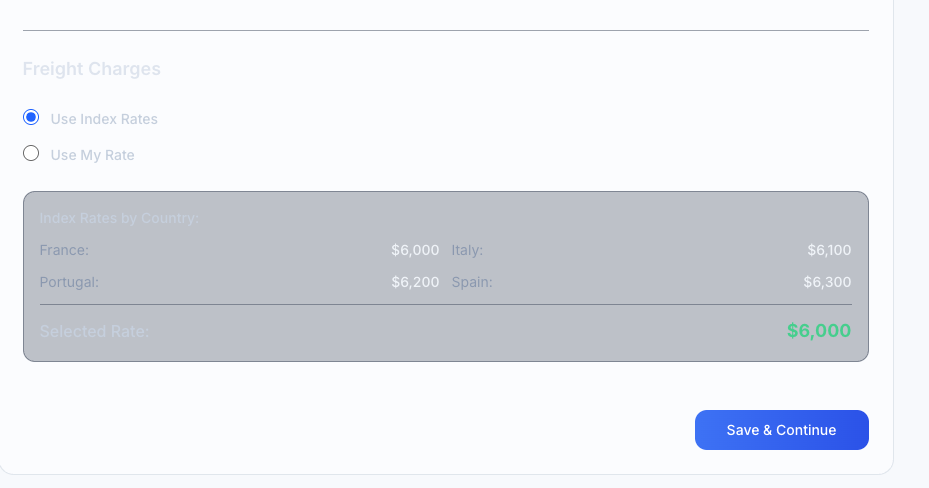 Freight Charges
Use Index Rates
Use My Rate
Index Rates by Country:
France: $6,000 Italy: $6,100
Portugal: $6,200 Spain: $6,300
Selected Rate: $6,000
Save & Continue